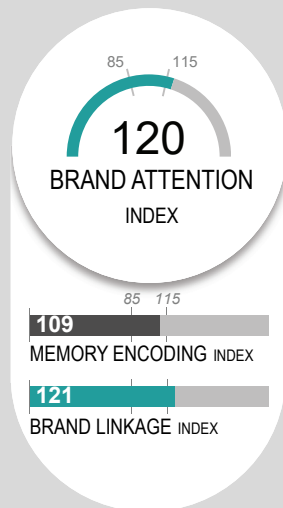 85 115
120
BRAND ATTENTION
INDEX
85 115
109
MEMORY ENCODING INDEX
121
BRAND LINKAGE INDEX